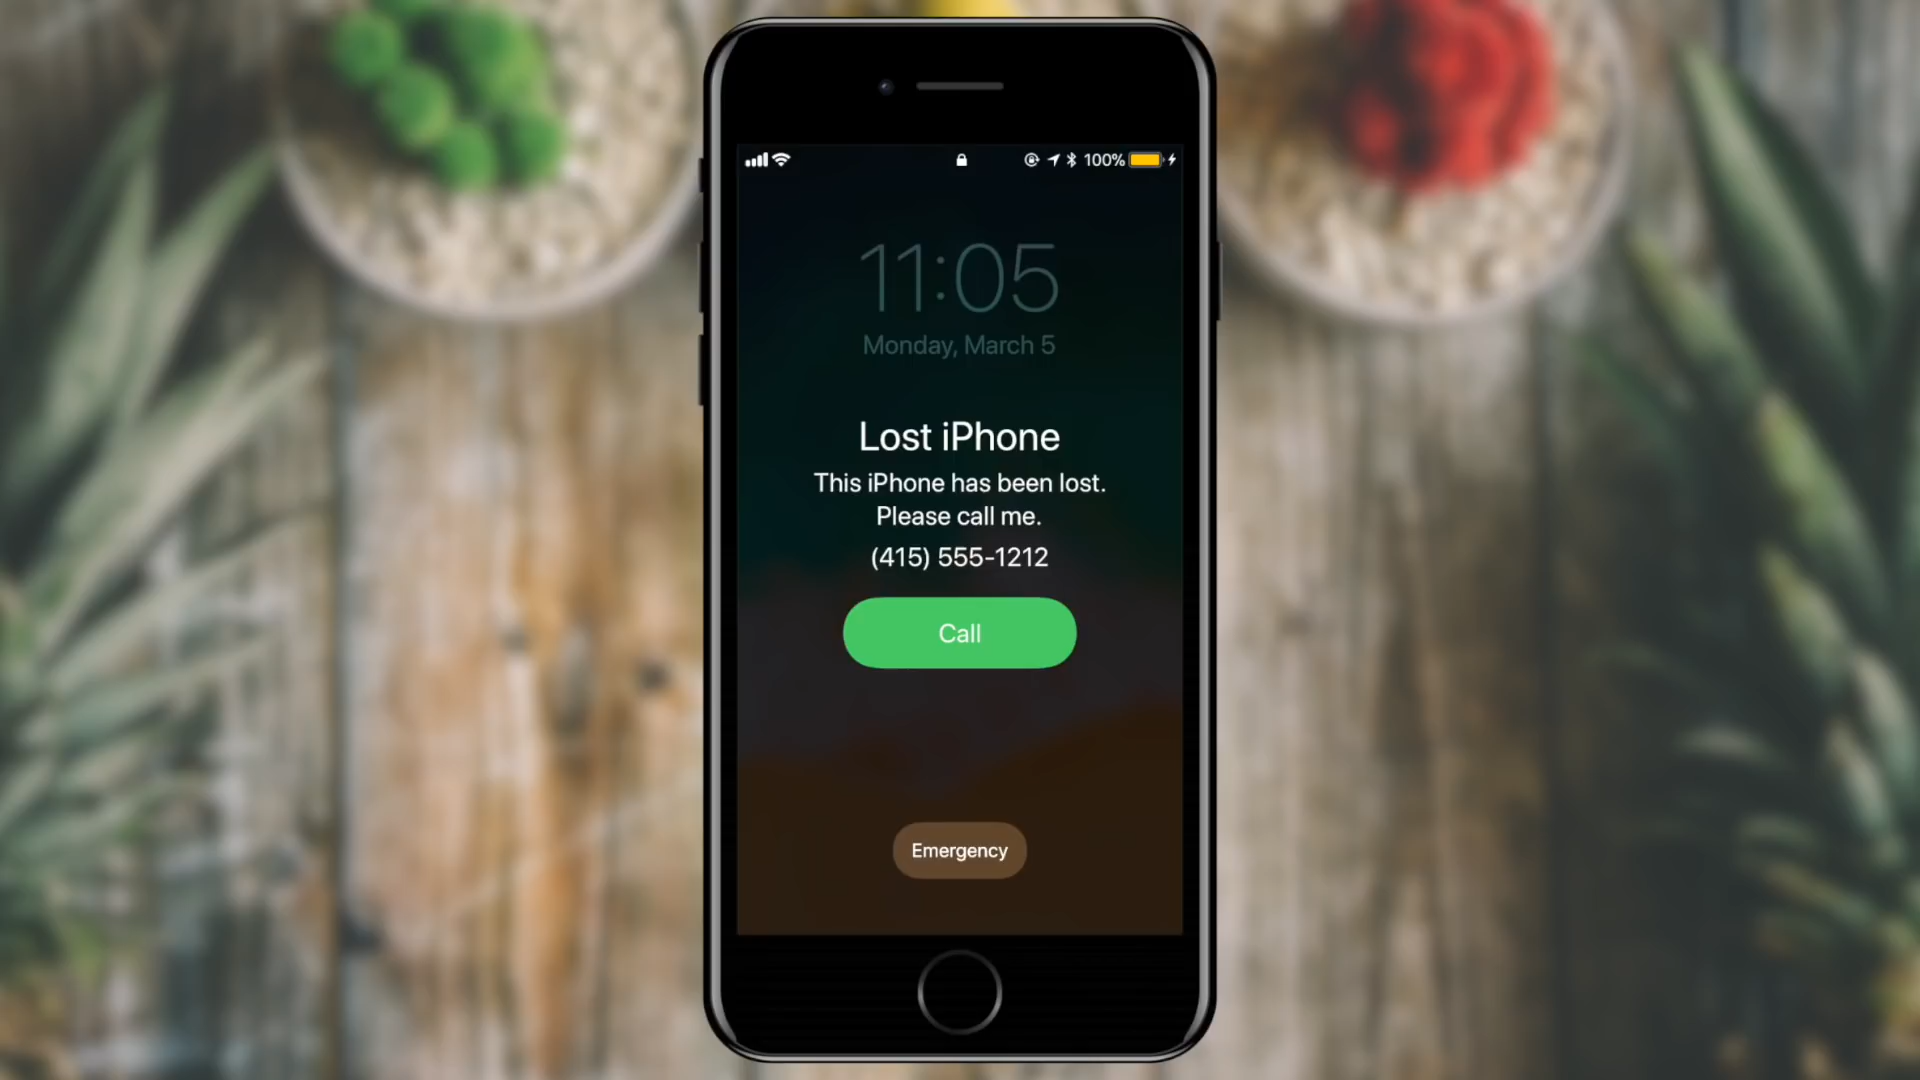 100%
11:05
Monday, March 5
Lost iPhone
This iPhone has been lost.
Please call me.
(415) 555-1212
Call
Emergency